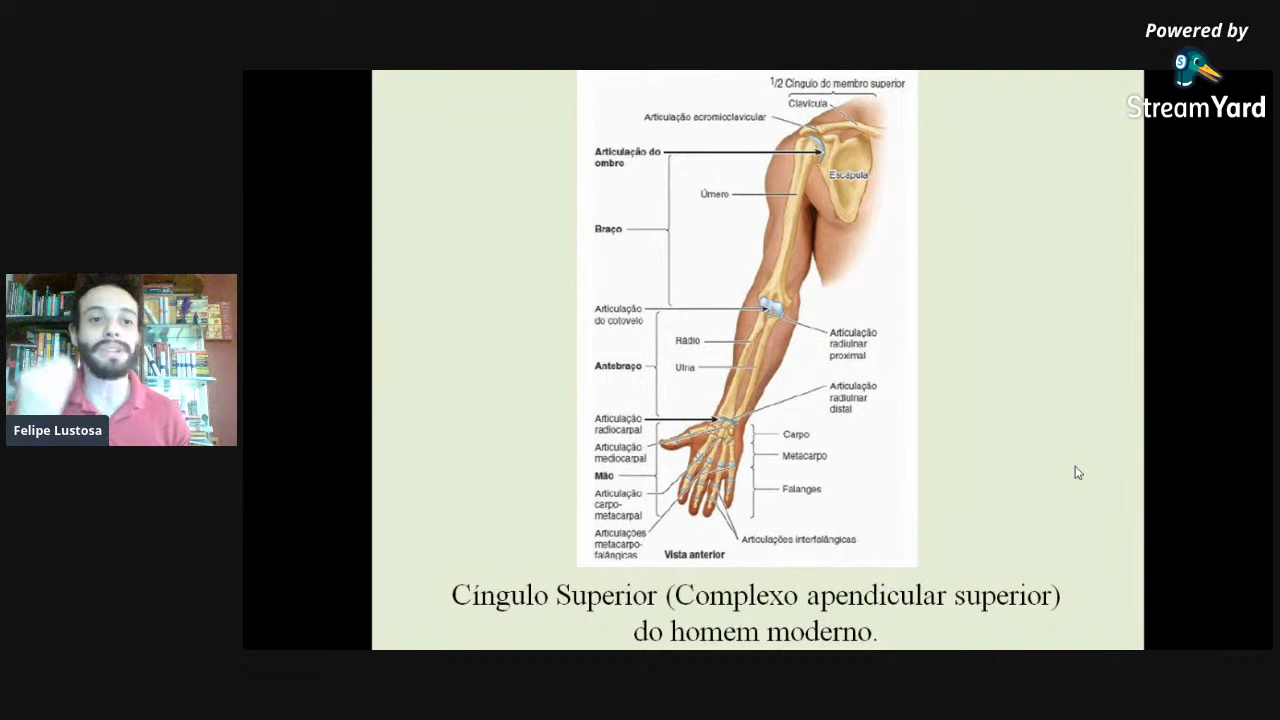 Powered by
StreamYard
1/2 Cíngulo do membro superior
Clavícula
Articulação acromioclavicular
Articulação do
ombro
Escápula
Úmero
Braço
Articulação
do cotovelo
Articulação
radiulnar
proximal
Rádio
Antebraço
Ulna
Articulação
radiulnar
distal
Articulação
radiocarpal
Carpo
Articulação
mediocarpal
Metacarpo
Mão
Falanges
Articulação
carpo-
metacarpal
Articulações
metacarpo-
falângicas
Articulações interfalângicas
Vista anterior
Felipe Lustosa
Cíngulo Superior (Complexo apendicular superior)
do homem moderno.